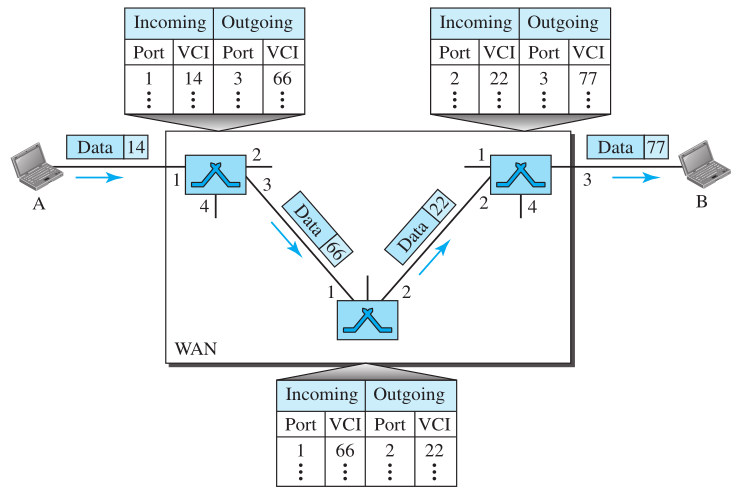 Incoming Outgoing
Port VCI Port VCI
1 14 3 66
Incoming Outgoing
Port VCI Port VCI
2 22 3 77
Data 14
A
1
2
3
4
Data 66
WAN
1
2
Data 22
1
2
4
3
Data 77
B
Incoming Outgoing
Port VCI Port VCI
1 66 2 22